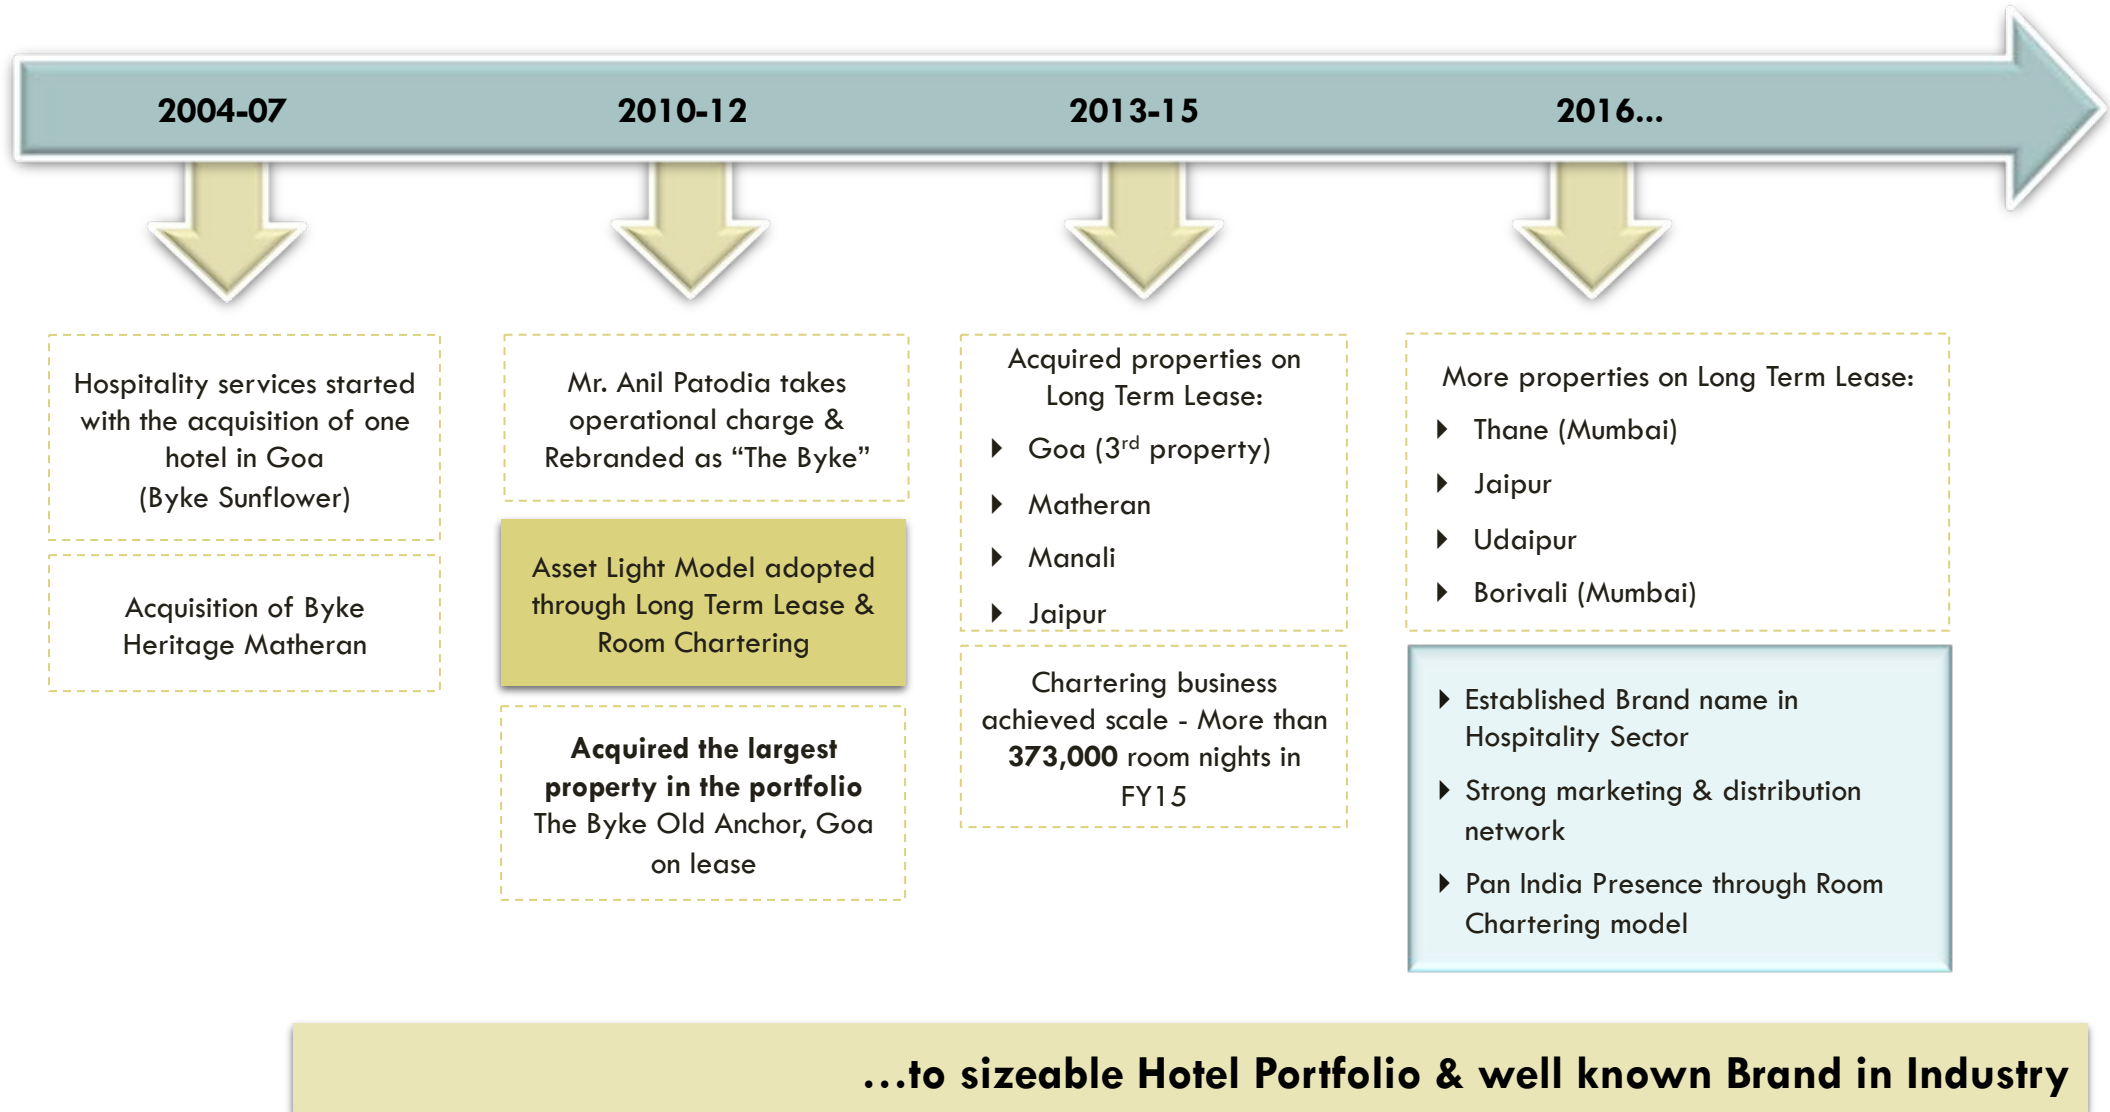 2004-07
2010-12
2013-15
2016...
Hospitality services started
with the acquisition of one
hotel in Goa
(Byke Sunflower)
Acquisition of Byke
Heritage Matheran
Mr. Anil Patodia takes
operational charge &
Rebranded as “The Byke”
Asset Light Model adopted
through Long Term Lease &
Room Chartering
Acquired the largest
property in the portfolio
The Byke Old Anchor, Goa
on lease
Acquired properties on
Long Term Lease:
Goa (3rd property)
Matheran
Manali
Jaipur
Chartering business
achieved scale - More than
373,000 room nights in
FY15
More properties on Long Term Lease:
Thane (Mumbai)
Jaipur
Udaipur
Borivali (Mumbai)
Established Brand name in
Hospitality Sector
Strong marketing & distribution
network
Pan India Presence through Room
Chartering model
...to sizeable Hotel Portfolio & well known Brand in Industry